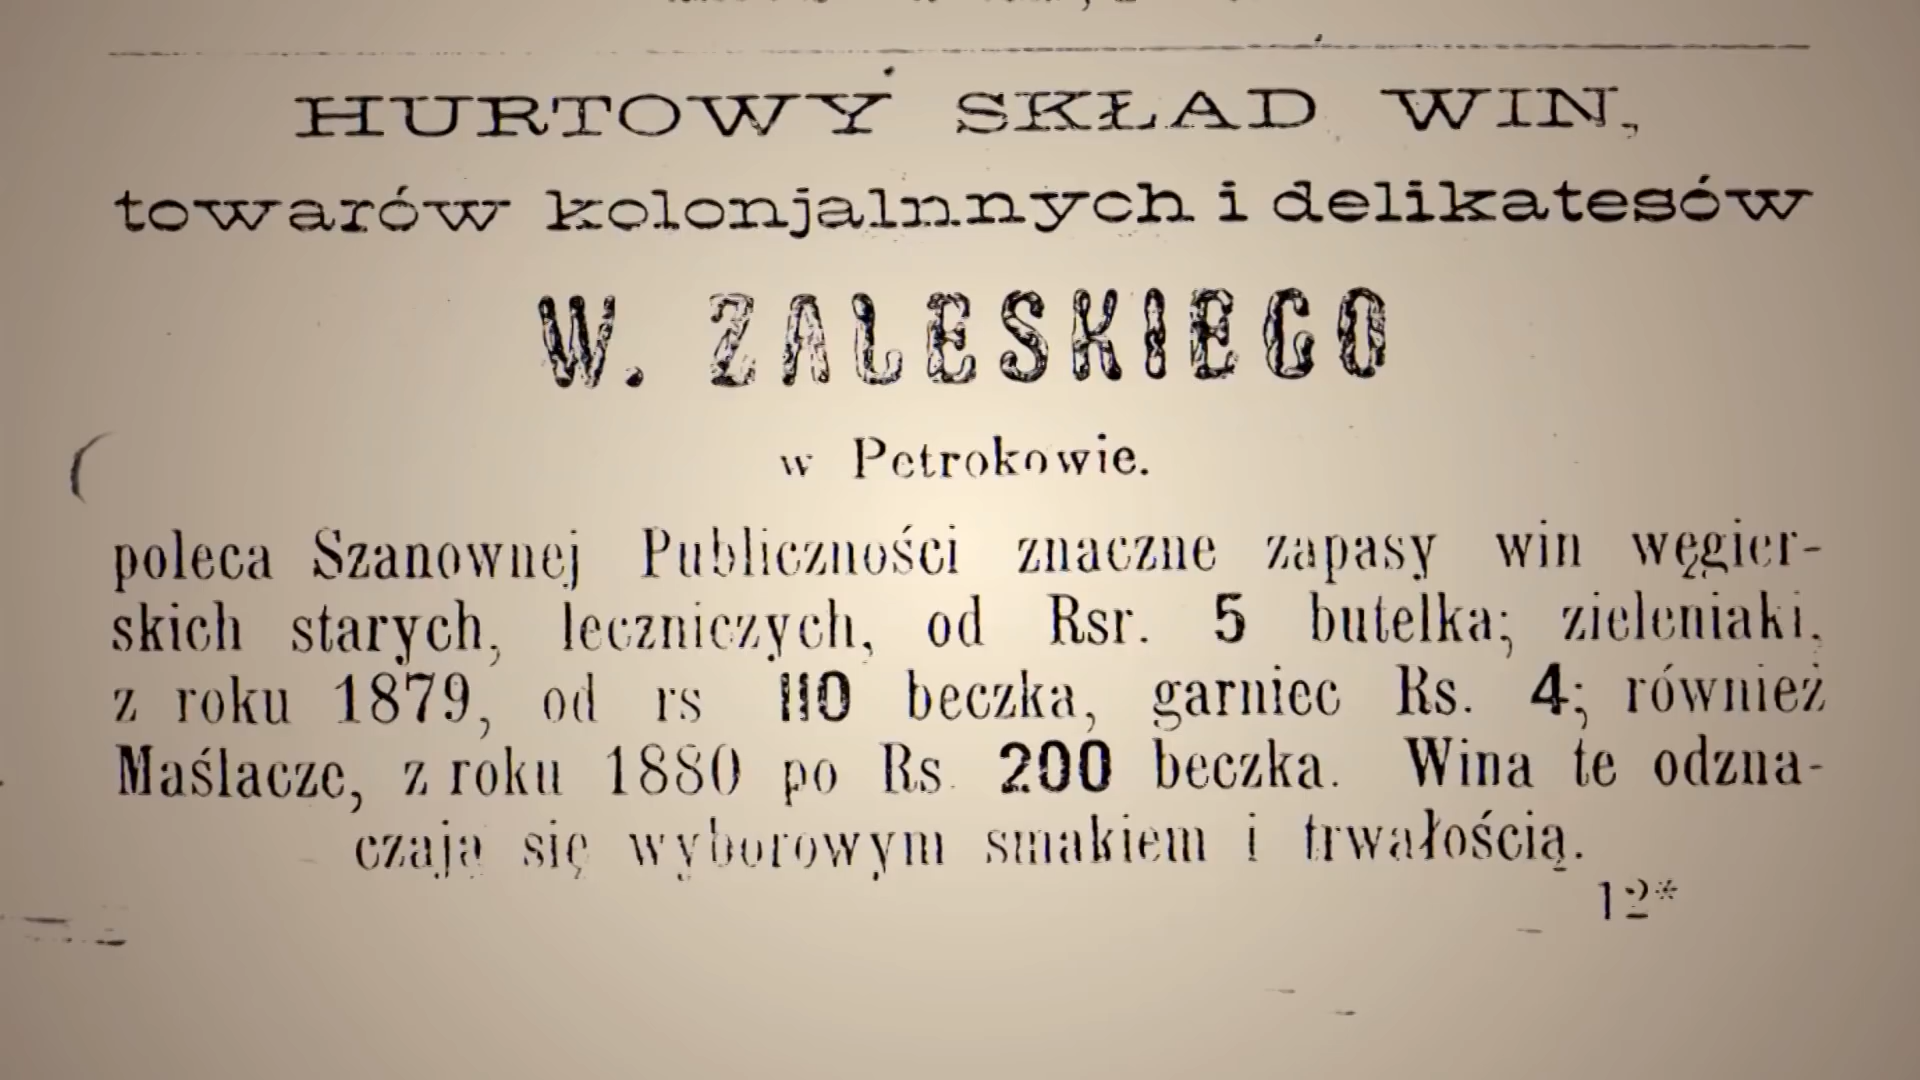 HURTOWY SKŁAD WIN,
towarów kolonjalnnych i delikatesów
W. ZALESKIEGO
w Petrokowie.
poleca Szanownej Publiczności znaczne zapasy win węgier-
skich starych, leczniczych, od Rsr. 5 butelka; zieleniaki,
z roku 1879, od rs 110 beczka, garniec Rs. 4; również
Maślacze, z roku 1880 po Rs. 200 beczka. Wina te odzna-
czają się wyborowym smakiem i trwałością.
12*